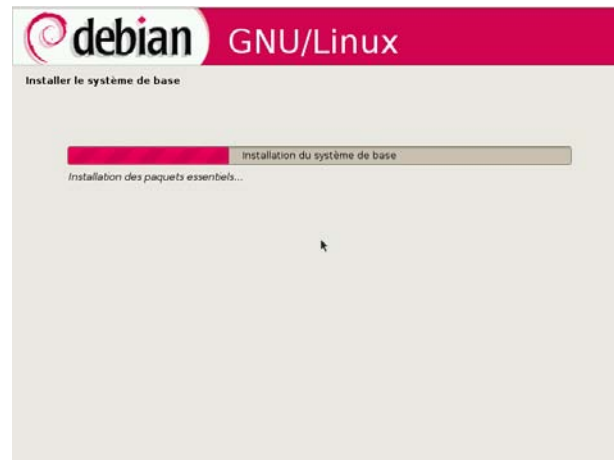 debian GNU/Linux
Installer le système de base
Installation du système de base
Installation des paquets essentiels...